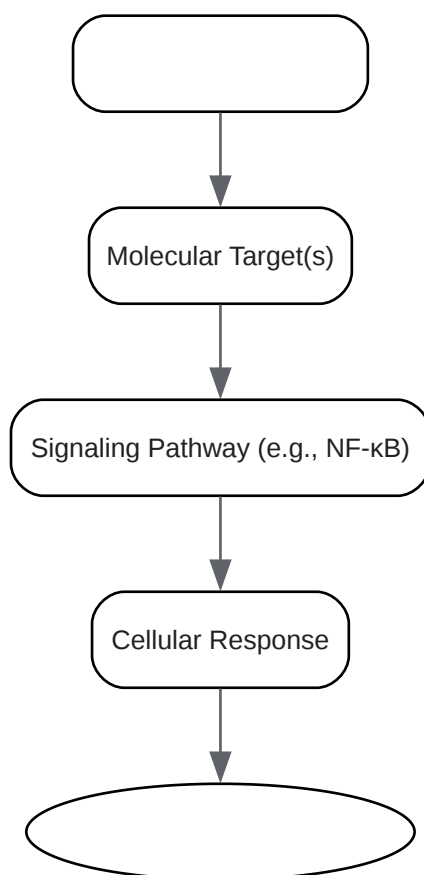 Molecular Target(s)
Signaling Pathway (e.g., NF-κB)
Cellular Response